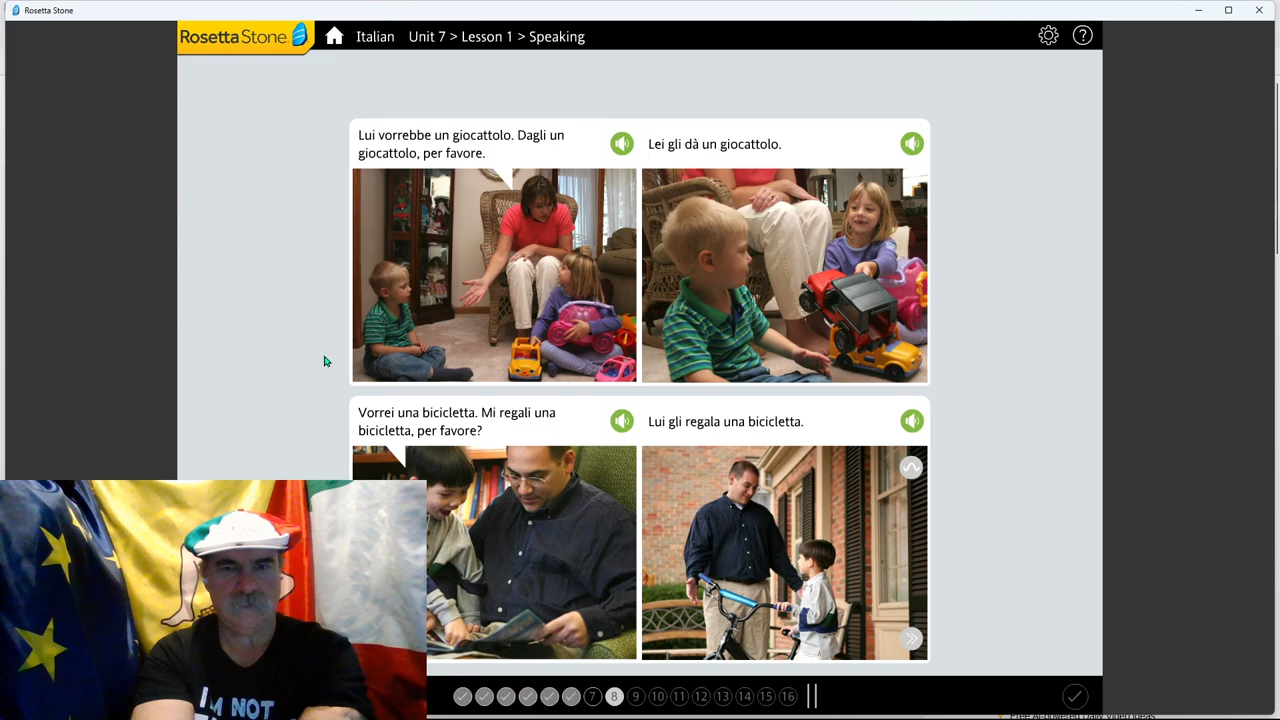 Rosetta Stone
RosettaStone
Italian Unit 7 > Lesson 1 > Speaking
?
Lui vorrebbe un giocattolo. Dagli un
giocattolo, per favore.
Lei gli dà un giocattolo.
Vorrei una bicicletta. Mi regali una
bicicletta, per favore?
Lui gli regala una bicicletta.
I'M NOT
7 8 9 10 11 12 13 14 15 16